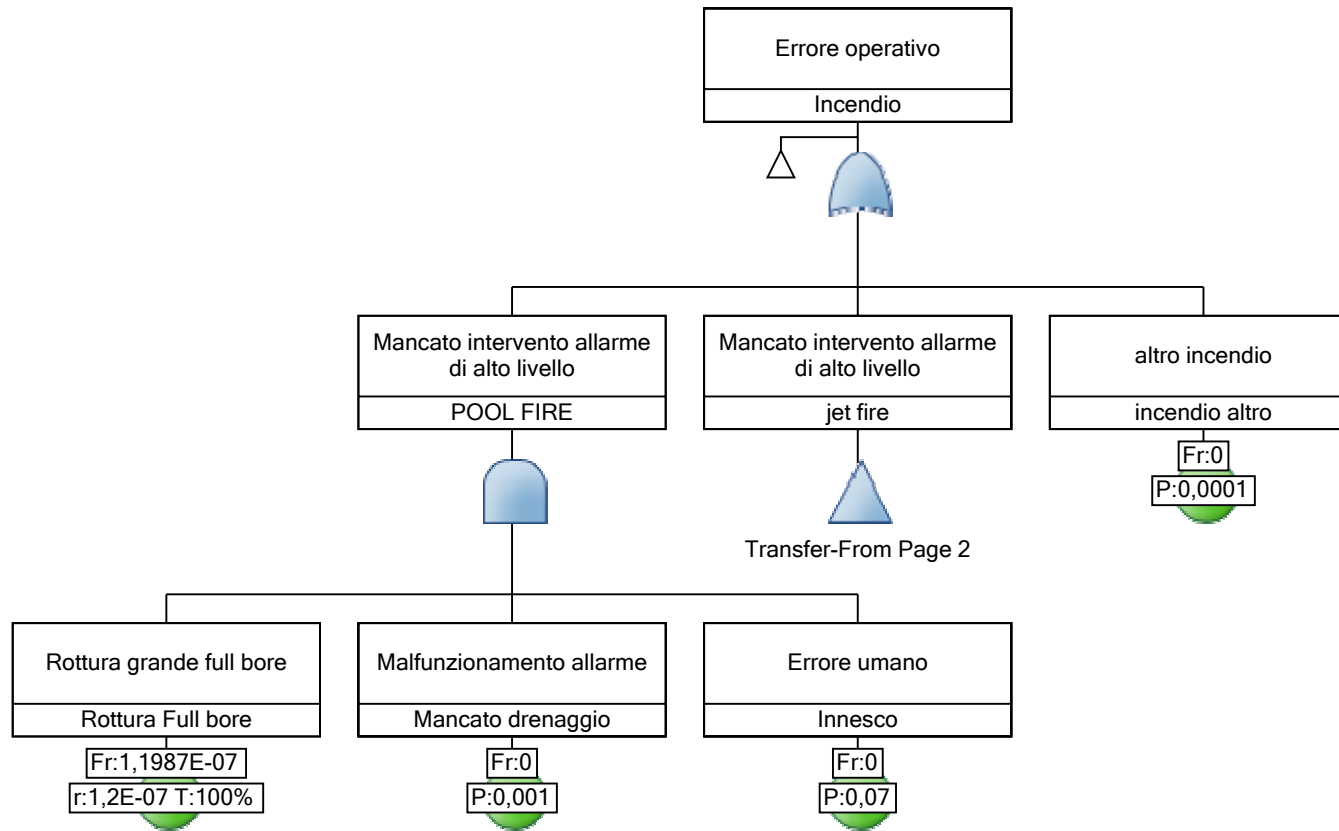 Errore operativo
Incendio
Mancato intervento allarme
di alto livello
POOL FIRE
Mancato intervento allarme
di alto livello
jet fire
altro incendio
incendio altro
Fr:0
P:0,0001
Transfer-From Page 2
Rottura grande full bore
Rottura Full bore
Fr:1,1987E-07
r:1,2E-07 T:100%
Malfunzionamento allarme
Mancato drenaggio
Fr:0
P:0,001
Errore umano
Innesco
Fr:0
P:0,07